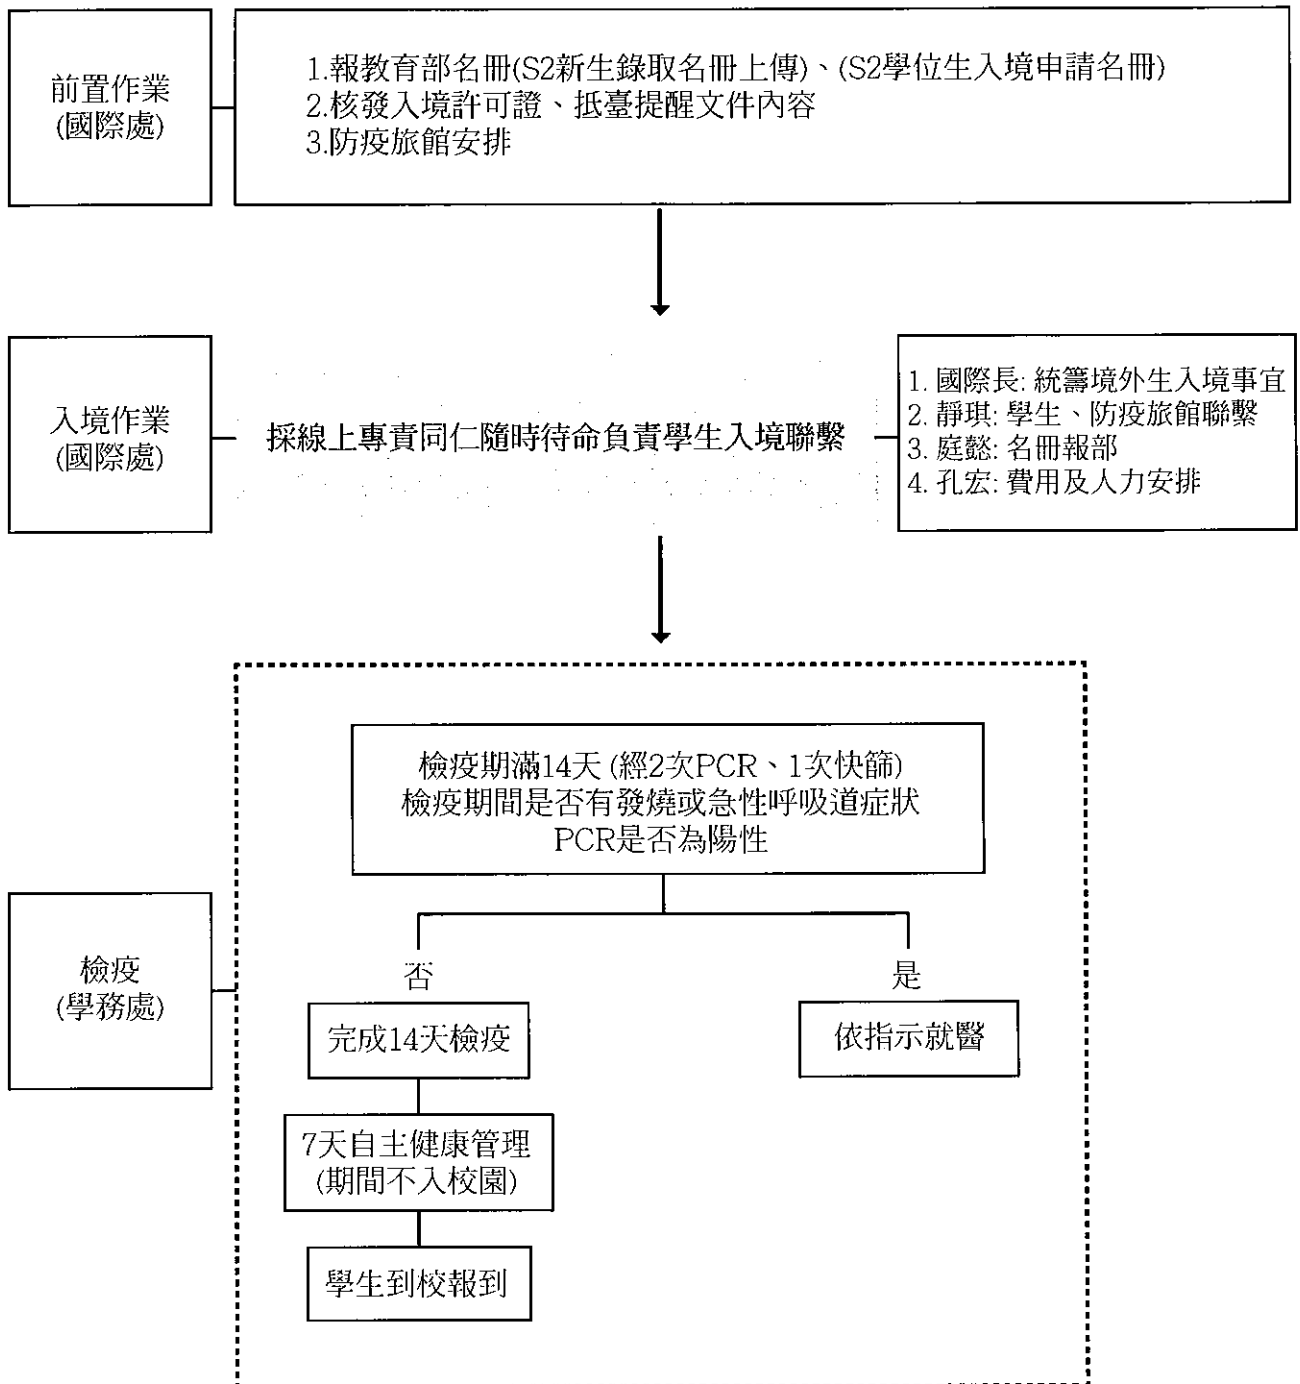 前置作業
(國際處)
1.報教育部名冊(S2新生錄取名冊上傳)、(S2學位生入境申請名冊)
2.核發入境許可證、抵臺提醒文件內容
3.防疫旅館安排
入境作業
(國際處)
採線上專責同仁隨時待命負責學生入境聯繫
1. 國際長: 統籌境外生入境事宜
2. 靜琪: 學生、防疫旅館聯繫
3. 庭懿: 名冊報部
4. 孔宏: 費用及人力安排
檢疫
(學務處)
檢疫期滿14天 (經2次PCR、1次快篩)
檢疫期間是否有發燒或急性呼吸道症狀
PCR是否為陽性
否
是
完成14天檢疫
依指示就醫
7天自主健康管理
(期間不入校園)
學生到校報到